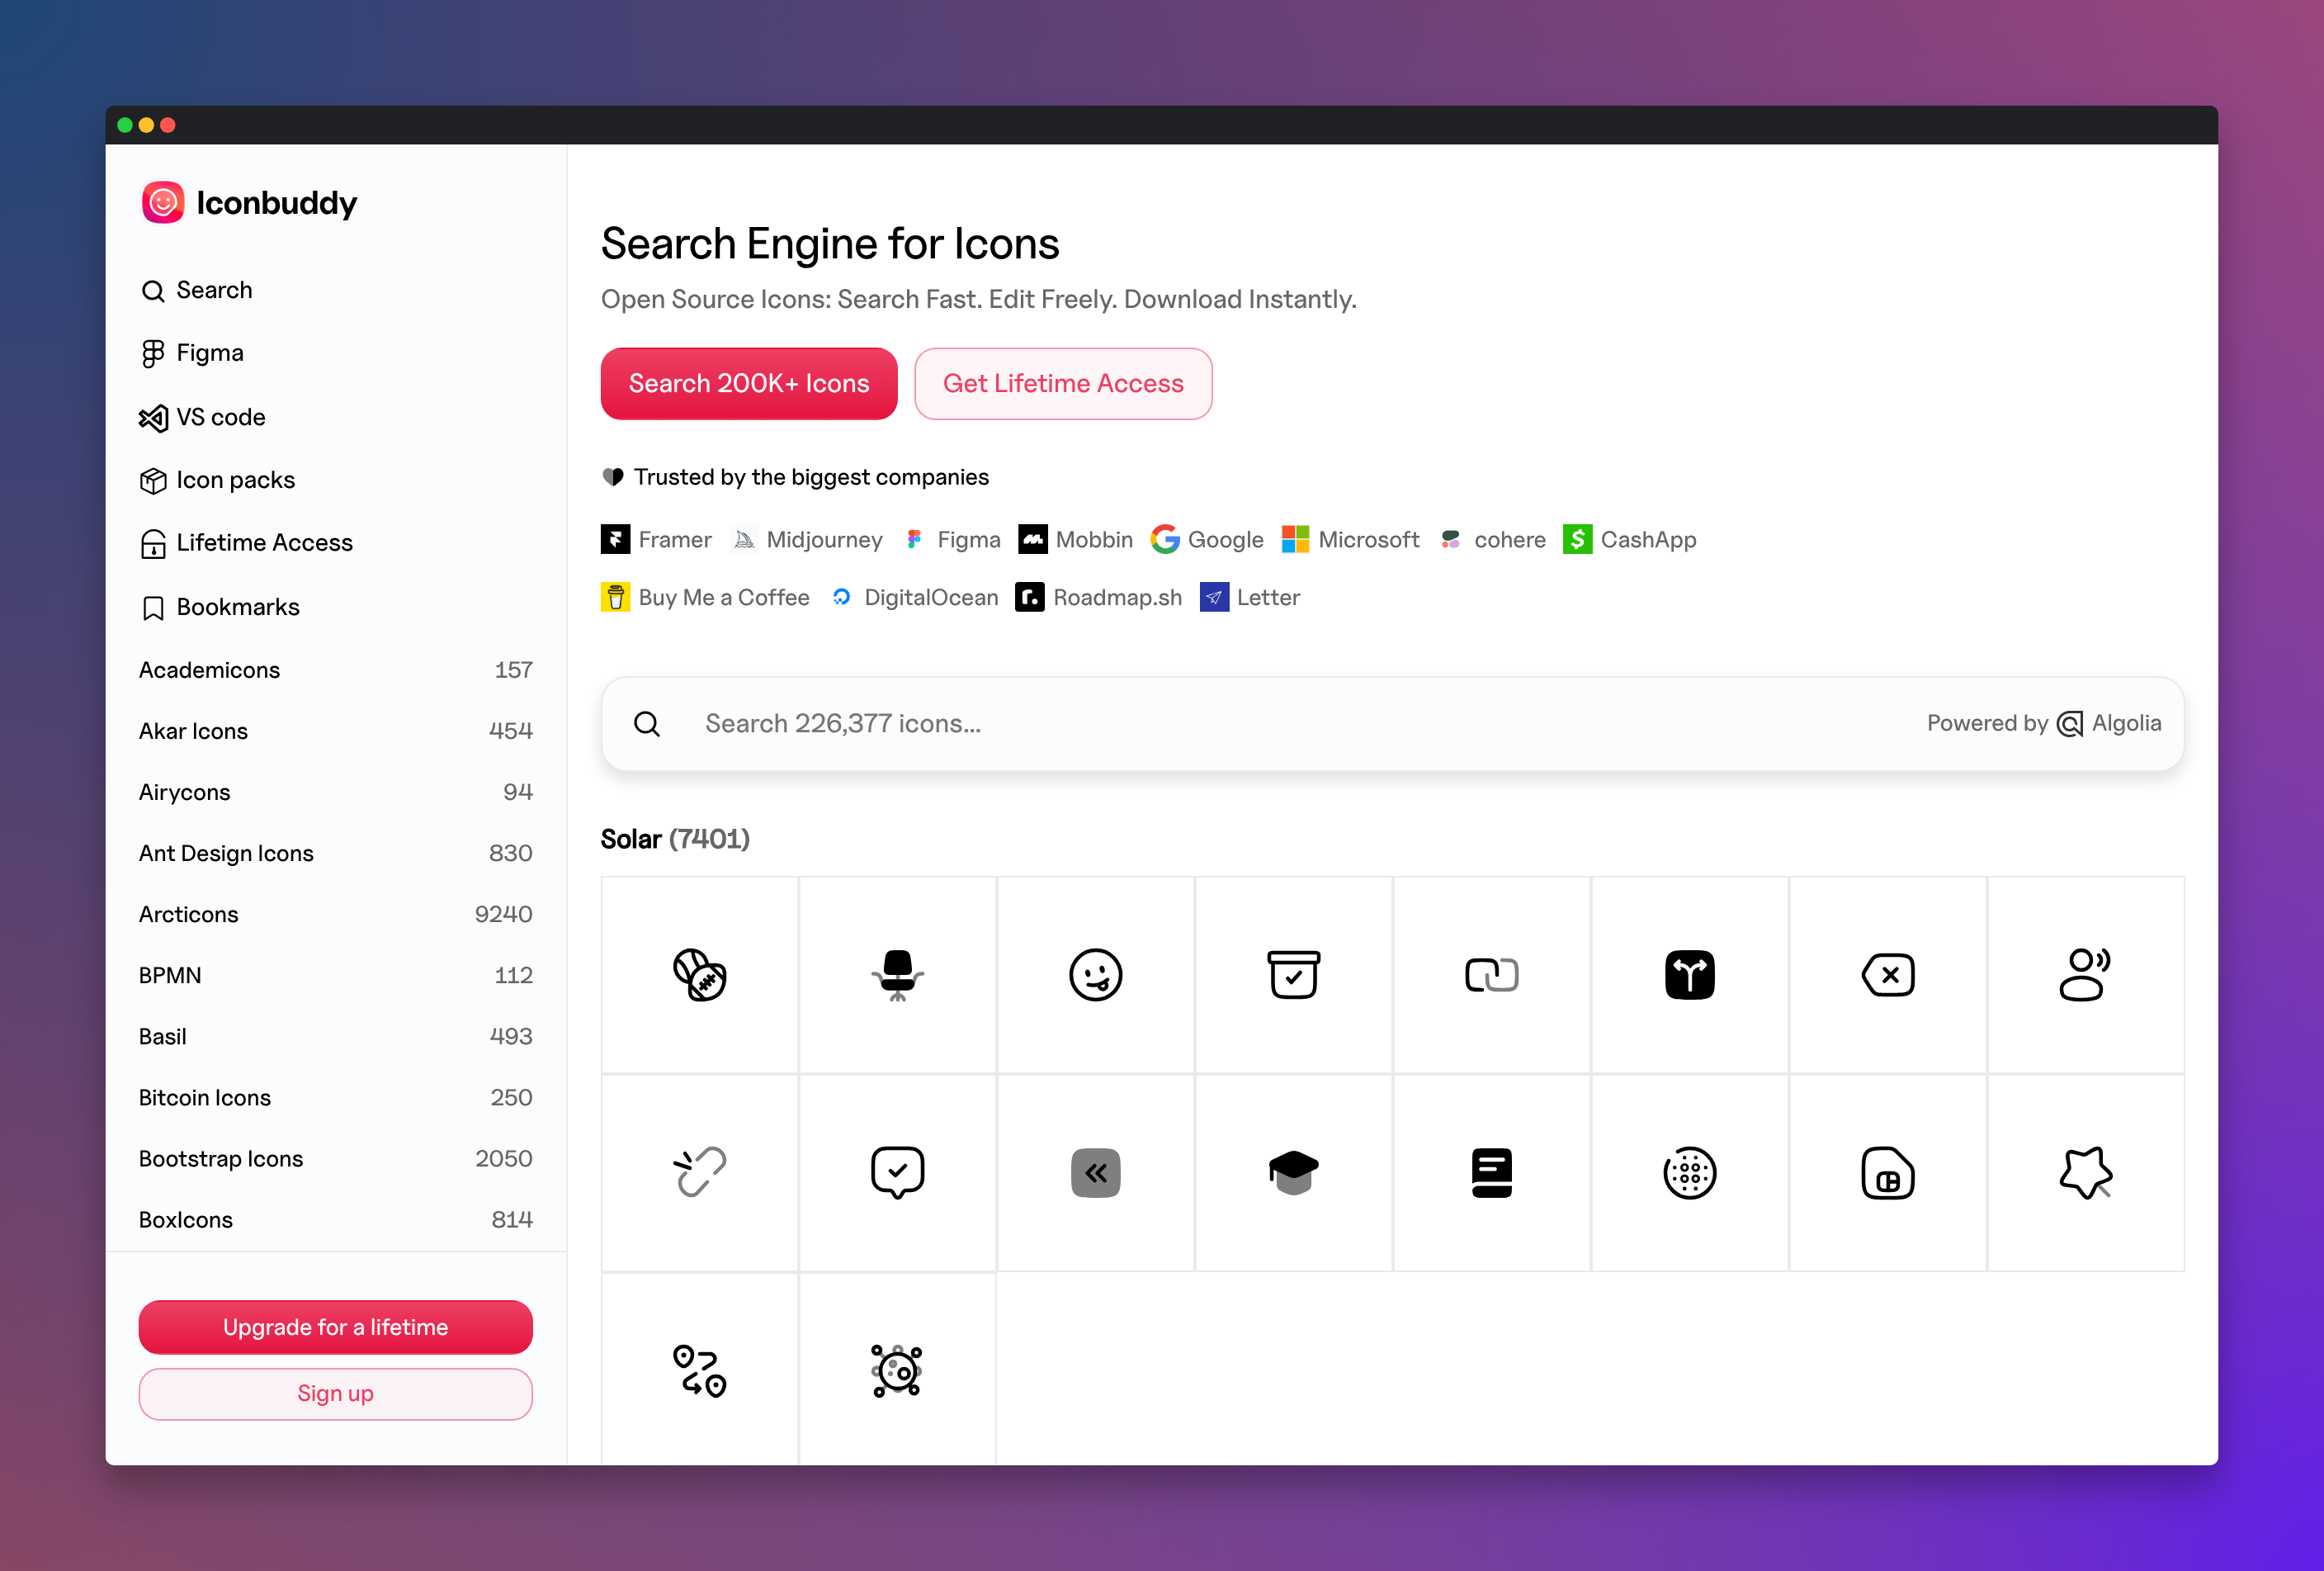 Iconbuddy
Search
Figma
VS code
Icon packs
Lifetime Access
Bookmarks
Academicons 157
Akar Icons 454
Airycons 94
Ant Design Icons 830
Arcticons 9240
BPMN 112
Basil 493
Bitcoin Icons 250
Bootstrap Icons 2050
BoxIcons 814
Upgrade for a lifetime
Sign up
Search Engine for Icons
Open Source Icons: Search Fast. Edit Freely. Download Instantly.
Search 200K+ Icons Get Lifetime Access
Trusted by the biggest companies
Framer Midjourney Figma Mobbin Google Microsoft cohere CashApp
Buy Me a Coffee DigitalOcean Roadmap.sh Letter
Search 226,377 icons... Powered by Algolia
Solar (7401)